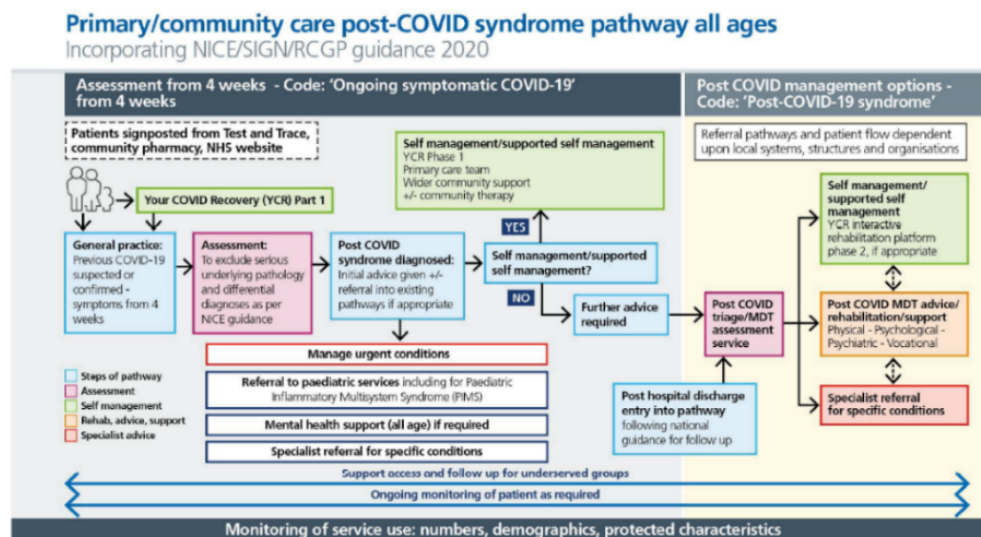 Primary/community care post-COVID syndrome pathway all ages
Incorporating NICE/SIGN/RCGP guidance 2020
Assessment from 4 weeks - Code: 'Ongoing symptomatic COVID-19'
from 4 weeks
Post COVID management options -
Code: 'Post-COVID-19 syndrome'
Patients signposted from Test and Trace,
community pharmacy, NHS website
Your COVID Recovery (YCR) Part 1
General practice:
Previous COVID-19
suspected or
confirmed -
symptoms from 4
weeks
Assessment:
To exclude serious
underlying pathology
and differential
diagnoses as per
NICE guidance
Post COVID
syndrome diagnosed:
Initial advice given +/-
referral into existing
pathways if appropriate
Self management/supported self management
YCR Phase 1
Primary care team
Wider community support
+/- community therapy
YES
Self management/supported
self management?
NO
Further advice
required
Manage urgent conditions
Referral to paediatric services including for Paediatric
Inflammatory Multisystem Syndrome (PIMS)
Mental health support (all age) if required
Specialist referral for specific conditions
Steps of pathway
Assessment
Self management
Rehab, advice, support
Specialist advice
Post hospital discharge
entry into pathway
following national
guidance for follow up
Post COVID
triage/MDT
assessment
service
Referral pathways and patient flow dependent
upon local systems, structures and organisations
Self management/
supported self
management
YCR interactive
rehabilitation platform
phase 2, if appropriate
Post COVID MDT advice/
rehabilitation/support
Physical - Psychological -
Psychiatric - Vocational
Specialist referral
for specific conditions
Support access and follow up for underserved groups
Ongoing monitoring of patient as required
Monitoring of service use: numbers, demographics, protected characteristics